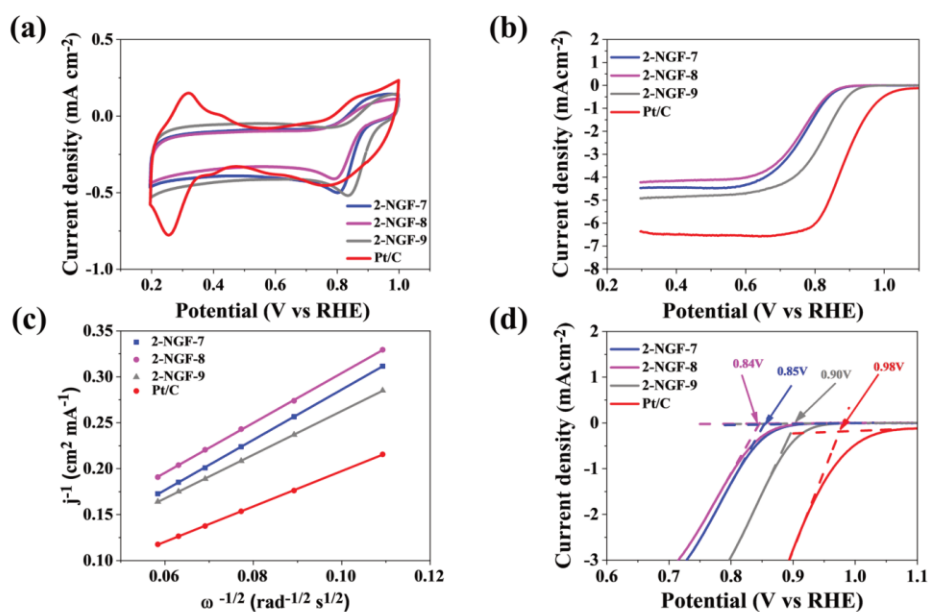 (a)
Current density (mA cm-2)
0.5
0.0
-0.5
-1.0
2-NGF-7
2-NGF-8
2-NGF-9
Pt/C
0.2 0.4 0.6 0.8 1.0
Potential (V vs RHE)
(b)
Current density (mAcm-2)
2
1
0
-1
-2
-3
-4
-5
-6
-7
-8
2-NGF-7
2-NGF-8
2-NGF-9
Pt/C
0.2 0.4 0.6 0.8 1.0
Potential (V vs RHE)
(c)
j-1 (cm2 mA-1)
0.35
0.30
0.25
0.20
0.15
0.10
2-NGF-7
2-NGF-8
2-NGF-9
Pt/C
0.06 0.08 0.10 0.12
ω -1/2 (rad-1/2 s1/2)
(d)
Current density (mAcm-2)
2
1
0
-1
-2
-3
2-NGF-7
2-NGF-8
2-NGF-9
Pt/C
0.84V
0.85V
0.90V
0.98V
0.6 0.7 0.8 0.9 1.0 1.1
Potential (V vs RHE)